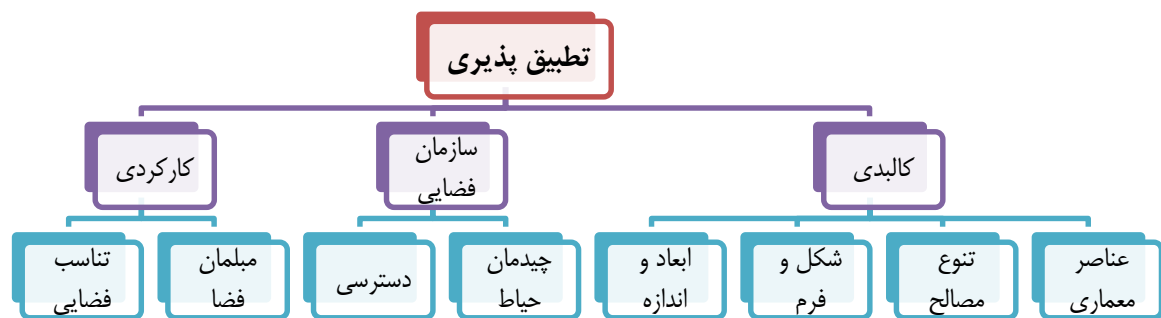 تطبیق پذیری
کالبدی
سازمان
فضایی
کارکردی
عناصر
معماری
تنوع
مصالح
شکل و
فرم
ابعاد و
اندازه
چیدمان
حیاط
دسترسی
مبلمان
فضا
تناسب
فضایی